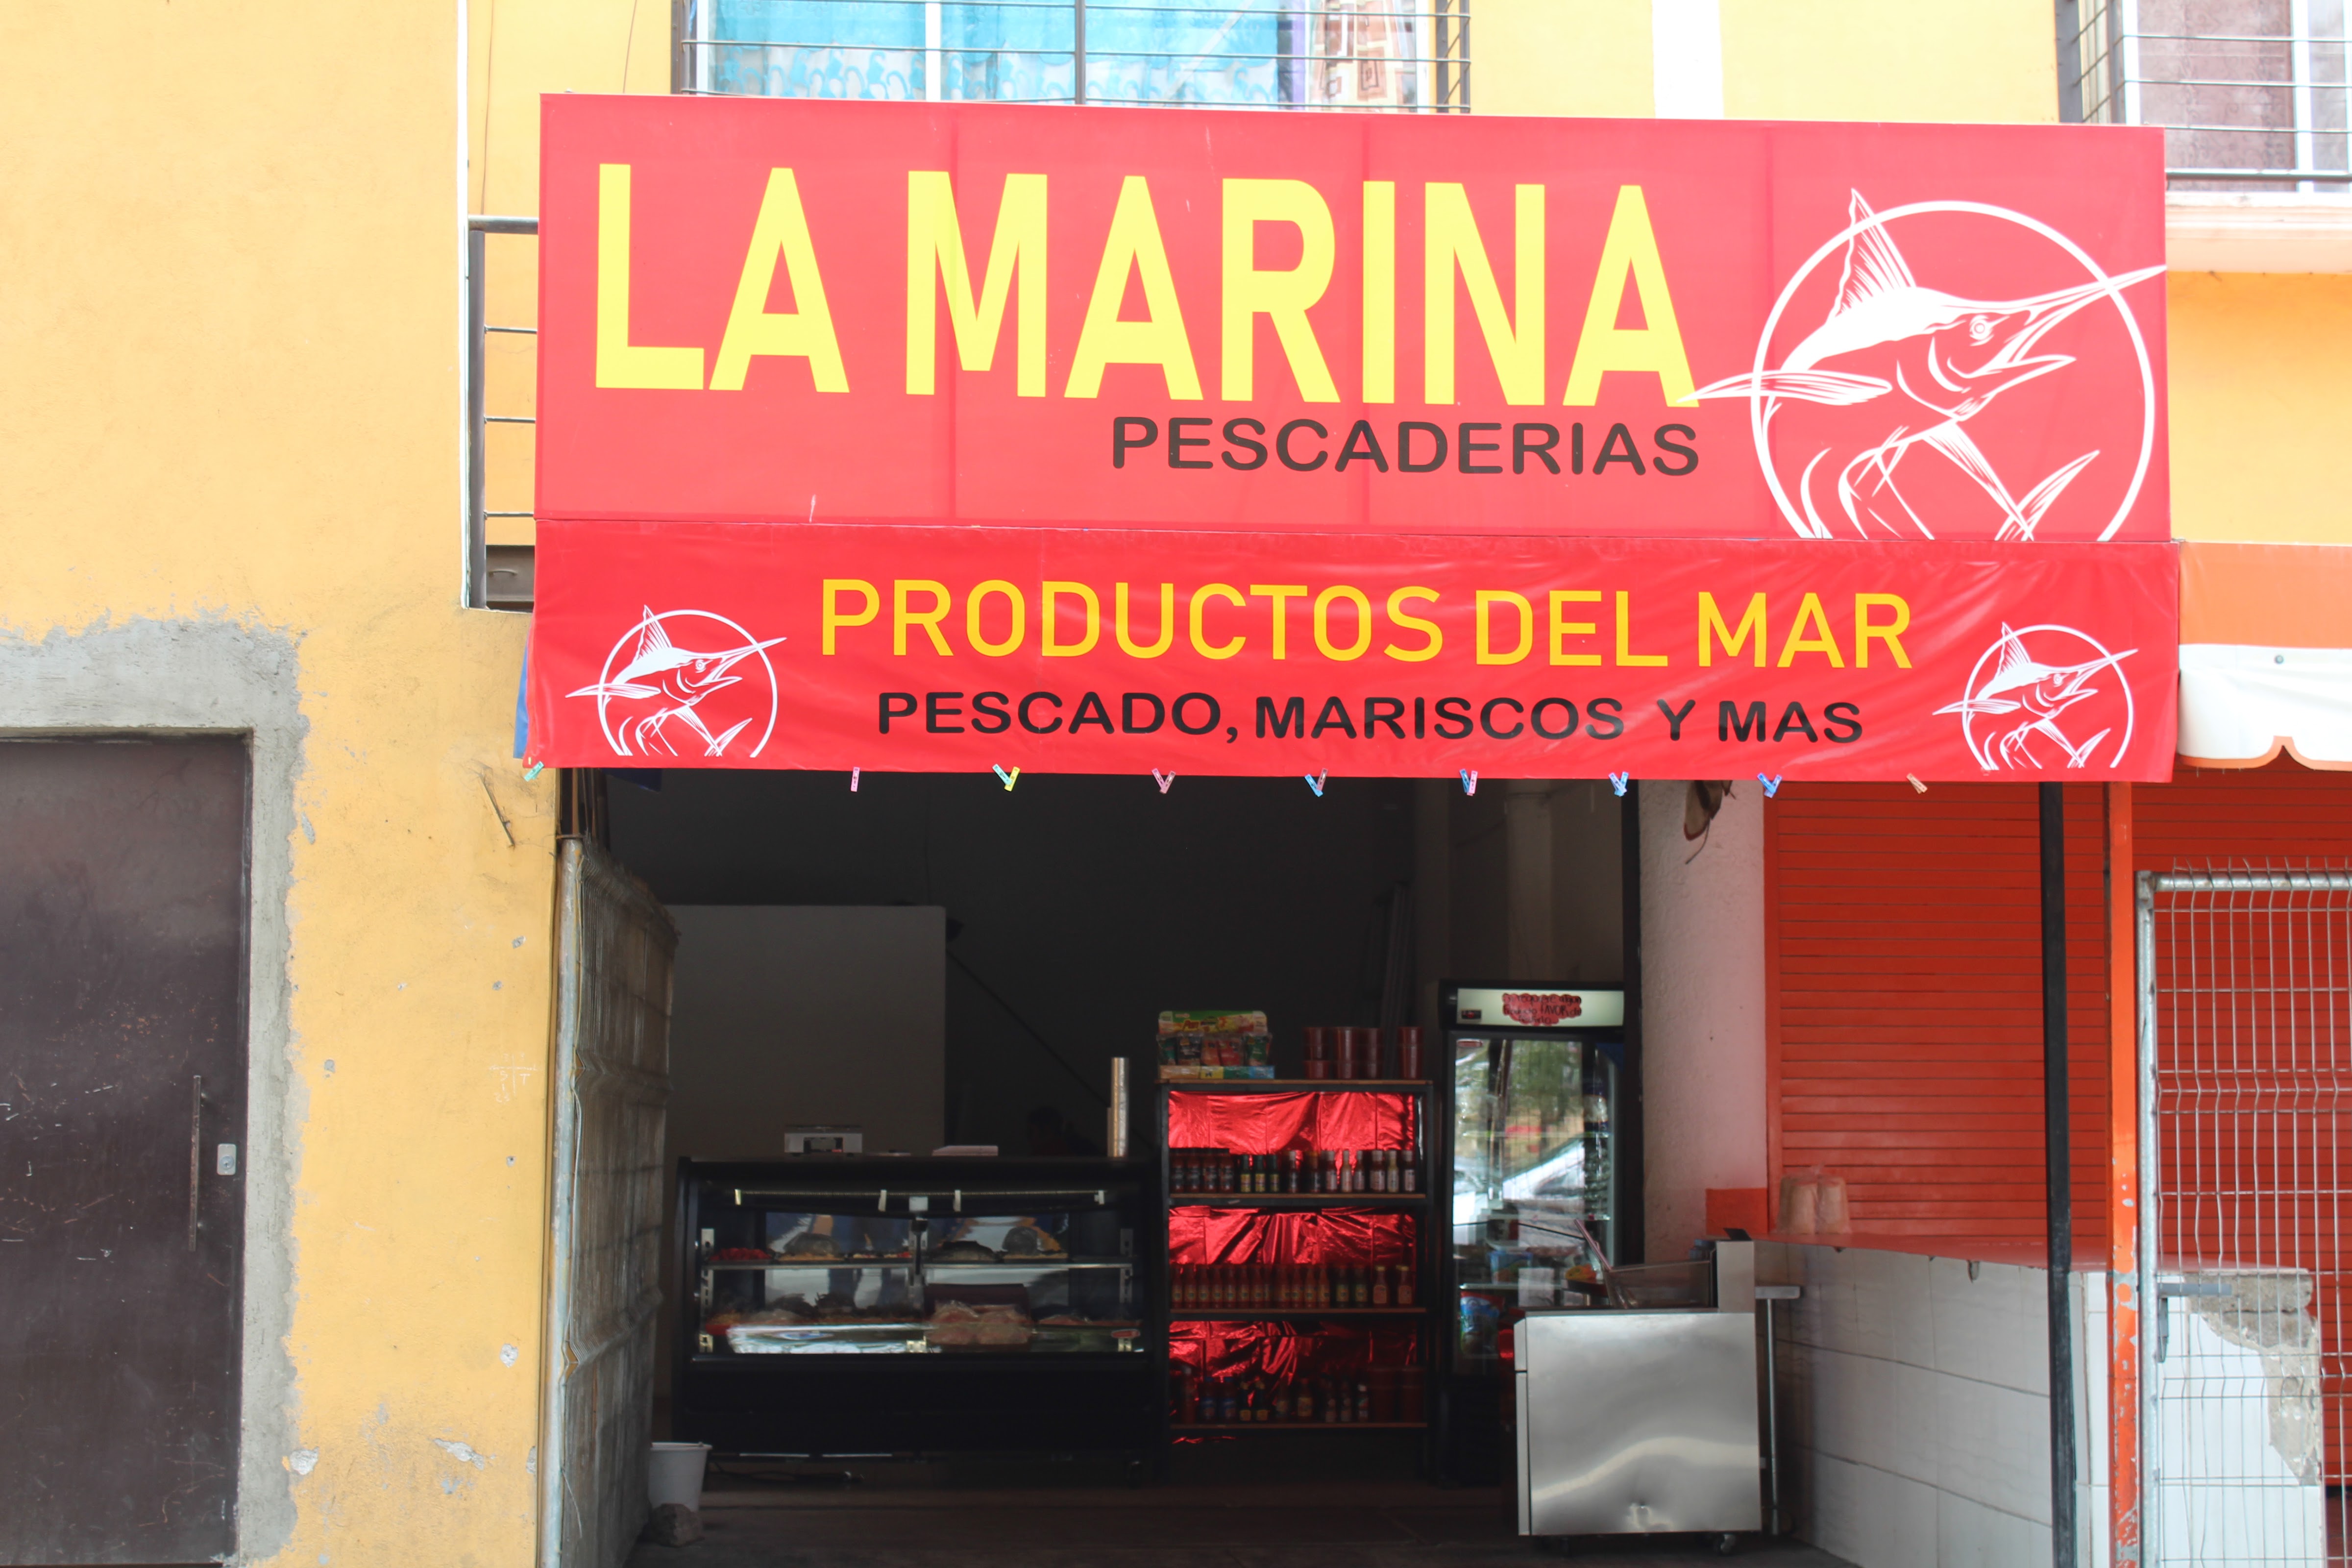 LA MARINA
PESCADERIAS
PRODUCTOS DEL MAR
PESCADO, MARISCOS Y MAS